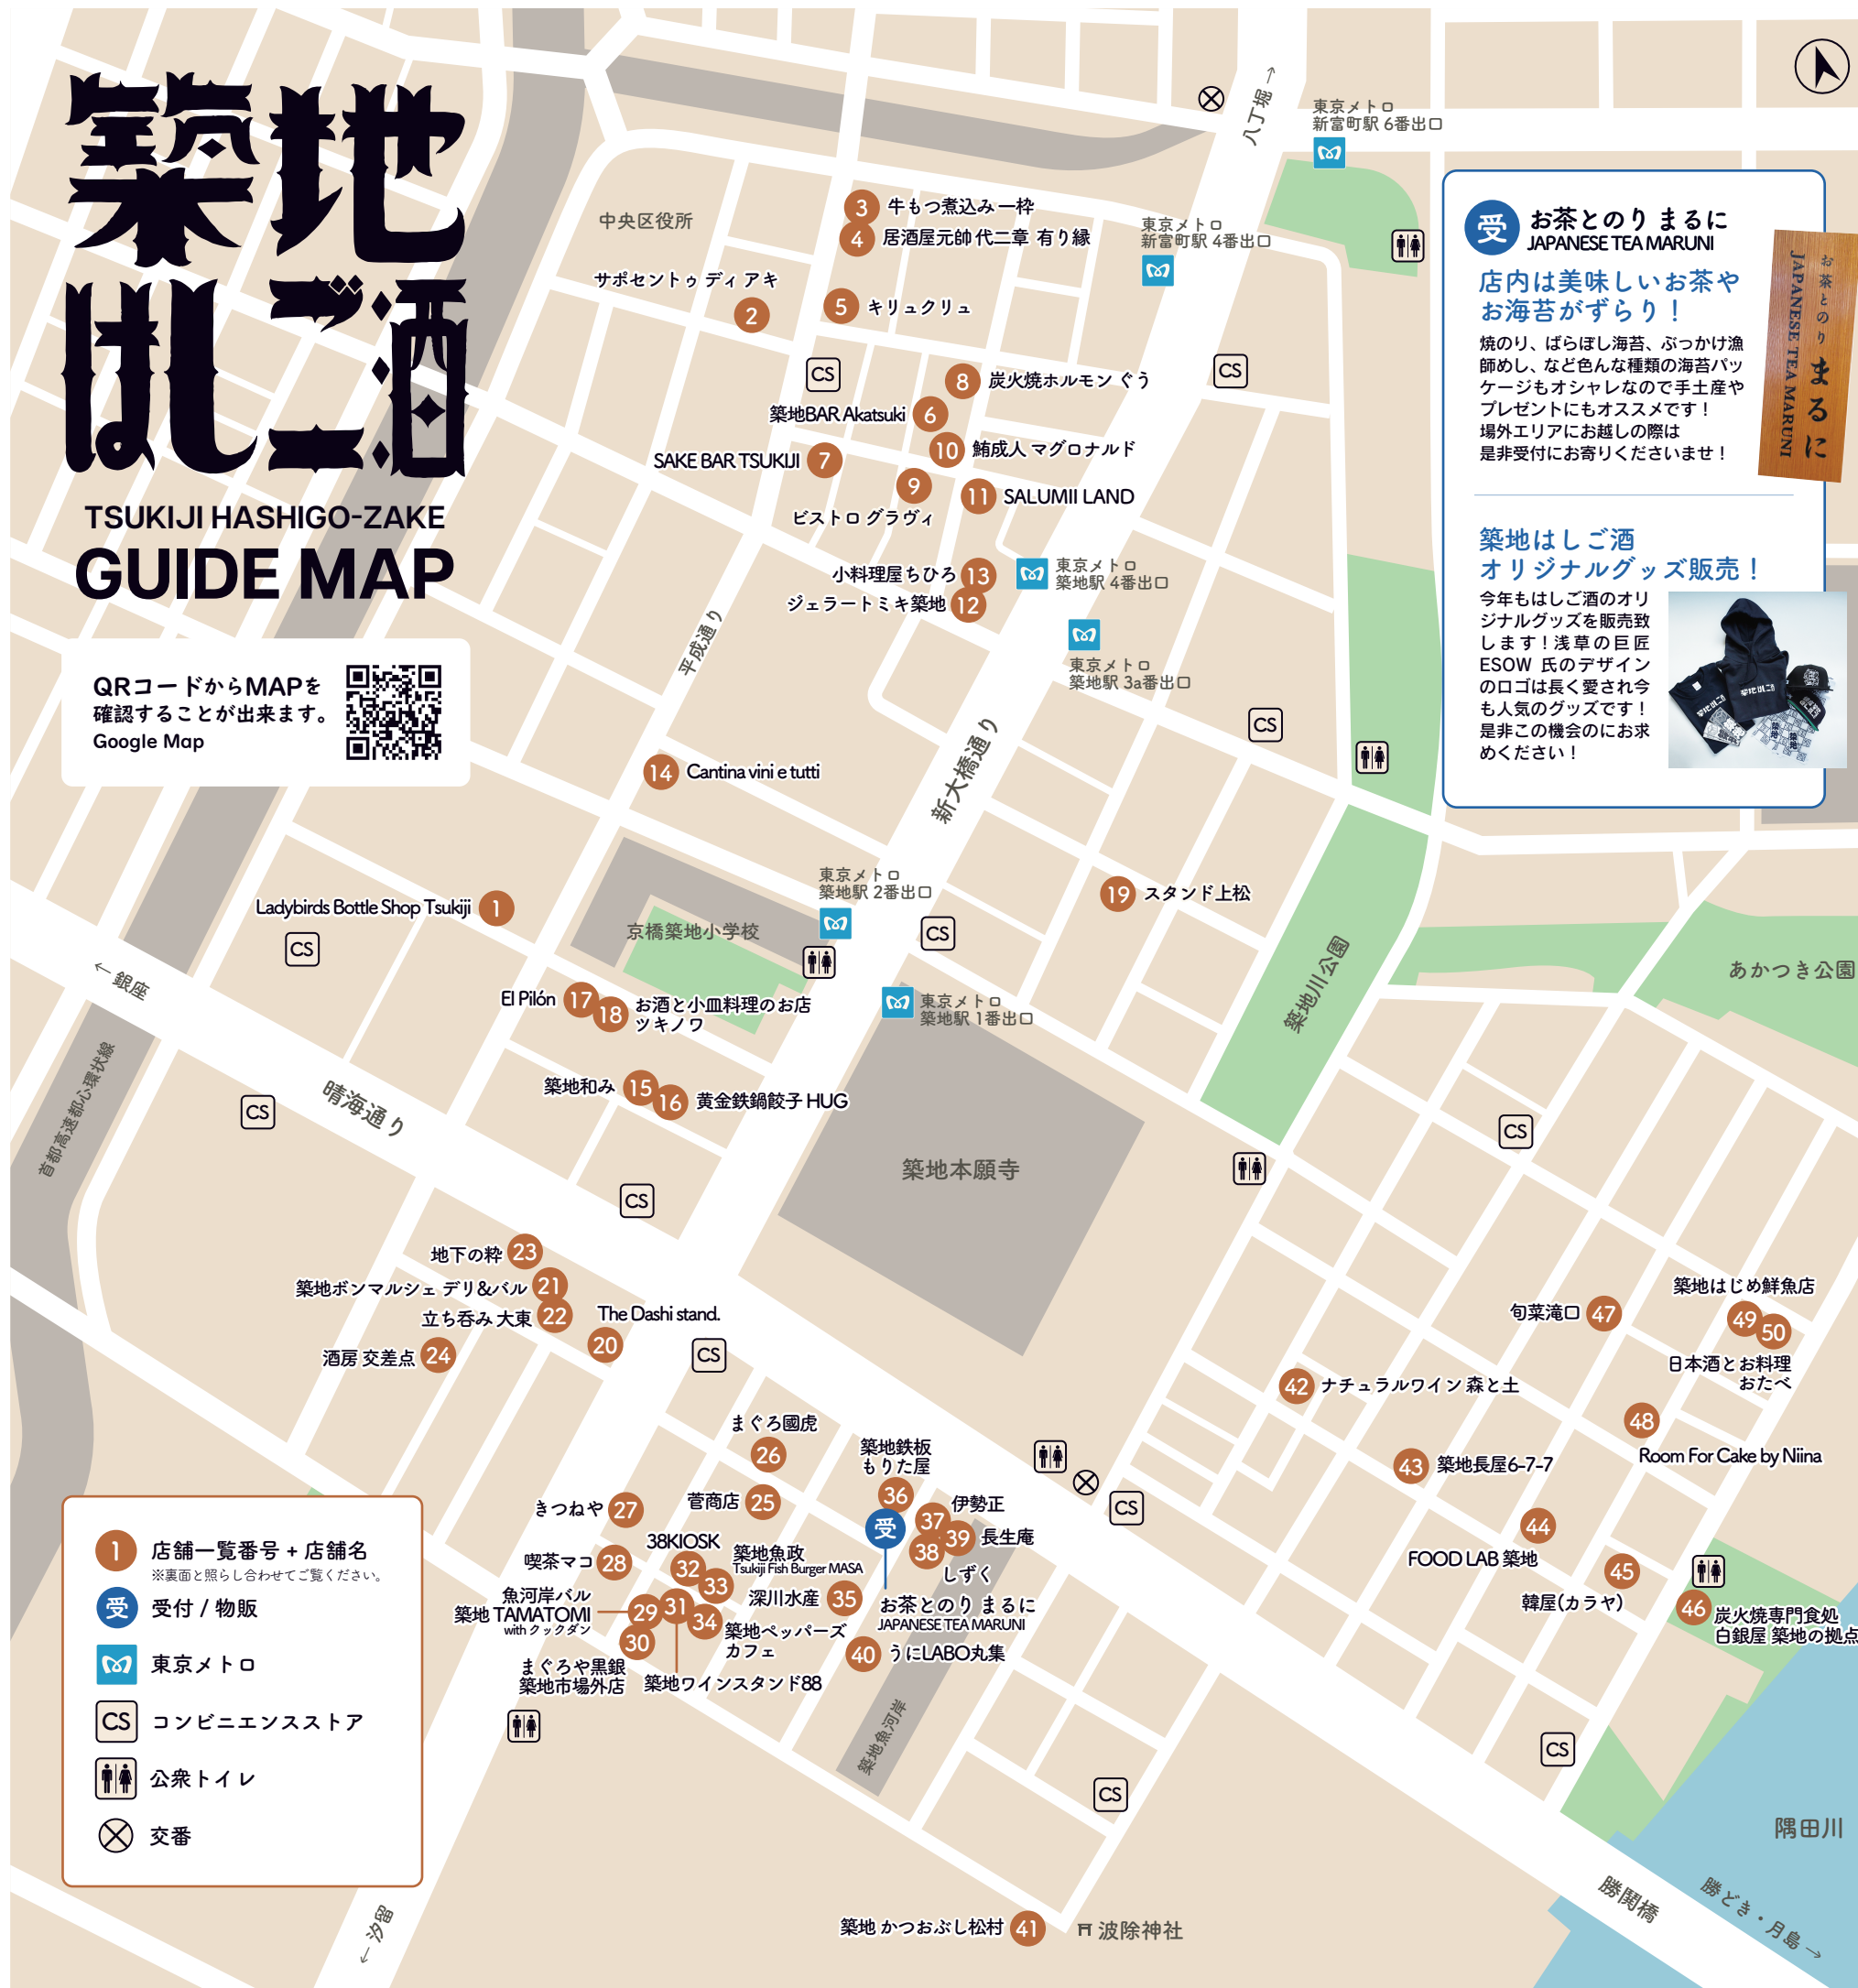 築地
はしご酒
TSUKIJI HASHIGO-ZAKE
GUIDE MAP
QRコードからMAPを
確認することが出来ます。
Google Map
八丁堀 →
東京メトロ
新富町駅 6番出口
中央区役所
3 牛もつ煮込み 一枠
4 居酒屋元帥 代二章 有り縁
東京メトロ
新富町駅 4番出口
サポセントゥ ディ アキ
2
5 キリュクリュ
CS
CS
8 炭火焼ホルモン ぐう
築地BAR Akatsuki 6
10 鮪成人 マグロナルド
SAKE BAR TSUKIJI 7
9
ビストロ グラヴィ
11 SALUMII LAND
小料理屋 ちひろ 13
ジェラートミキ築地 12
東京メトロ
築地駅 4番出口
東京メトロ
築地駅 3a番出口
平成通り
新大橋通り
CS
14 Cantina vini e tutti
受 お茶とのり まるに
JAPANESE TEA MARUNI
店内は美味しいお茶や
お海苔がずらり！
焼のり、ばらぼし海苔、ぶっかけ漁
師めし、など色んな種類の海苔パッ
ケージもオシャレなので手土産や
プレゼントにもオススメです！
場外エリアにお越しの際は
是非受付にお寄りくださいませ！
お茶とのり まるに
JAPANESE TEA MARUNI
築地はしご酒
オリジナルグッズ販売！
今年もはしご酒のオリ
ジナルグッズを販売致
します！浅草の巨匠
ESOW 氏のデザイン
のロゴは長く愛され今
も人気のグッズです！
是非この機会のにお求
めください！
Ladybirds Bottle Shop Tsukiji 1
CS
← 銀座
東京メトロ
築地駅 2番出口
京橋築地小学校
CS
19 スタンド上松
築地川公園
あかつき公園
El Pilón 17
18 お酒と小皿料理のお店
ツキノワ
東京メトロ
築地駅 1番出口
首都高速都心環状線
CS
晴海通り
築地和み 15
16 黄金鉄鍋餃子 HUG
築地本願寺
CS
CS
地下の粋 23
築地ボンマルシェ デリ&バル 21
立ち呑み 大東 22
The Dashi stand.
20
酒房 交差点 24
CS
旬菜滝口 47
築地はじめ鮮魚店
49
50
日本酒とお料理
おたべ
42 ナチュラルワイン 森と土
48
Room For Cake by Niina
43 築地長屋6-7-7
44
FOOD LAB 築地
45
韓屋(カラヤ)
46 炭火焼専門食処
白銀屋 築地の拠点
まぐろ國虎
26
菅商店 25
きつねや 27
築地鉄板
もりた屋
36
受
37 伊勢正
39 長生庵
38
しずく
お茶とのり まるに
JAPANESE TEA MARUNI
CS
喫茶マコ 28
38KIOSK
32
築地魚政
Tsukiji Fish Burger MASA
33
深川水産 35
魚河岸バル
築地 TAMATOMI
with クックダン
29
31
34 築地ペッパーズ
カフェ
30
まぐろや黒銀
築地市場外店
築地ワインスタンド88
40 うにLABO丸集
築地魚河岸
CS
CS
1 店舗一覧番号 + 店舗名
※裏面と照らし合わせてご覧ください。
受 受付 / 物販
東京メトロ
CS コンビニエンスストア
公衆トイレ
交番
← 汐留
築地 かつおぶし松村 41
波除神社
隅田川
勝鬨橋
勝どき・月島 →